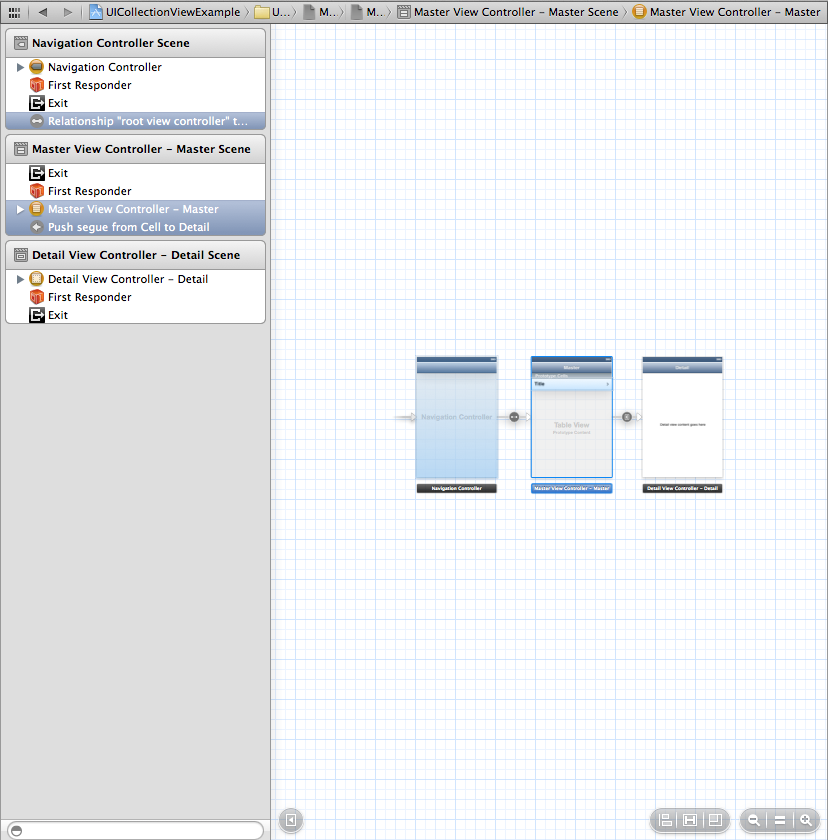 UICollectionViewExample U... M... M... Master View Controller – Master Scene Master View Controller – Master
Navigation Controller Scene
Navigation Controller
First Responder
Exit
Relationship "root view controller" t...
Master View Controller – Master Scene
Exit
First Responder
Master View Controller – Master
Push segue from Cell to Detail
Detail View Controller – Detail Scene
Detail View Controller – Detail
First Responder
Exit
Navigation Controller
Navigation Controller
Master
Prototype Cells
Title
Table View
Prototype Content
Master View Controller – Master
Detail
Detail view content goes here
Detail View Controller – Detail